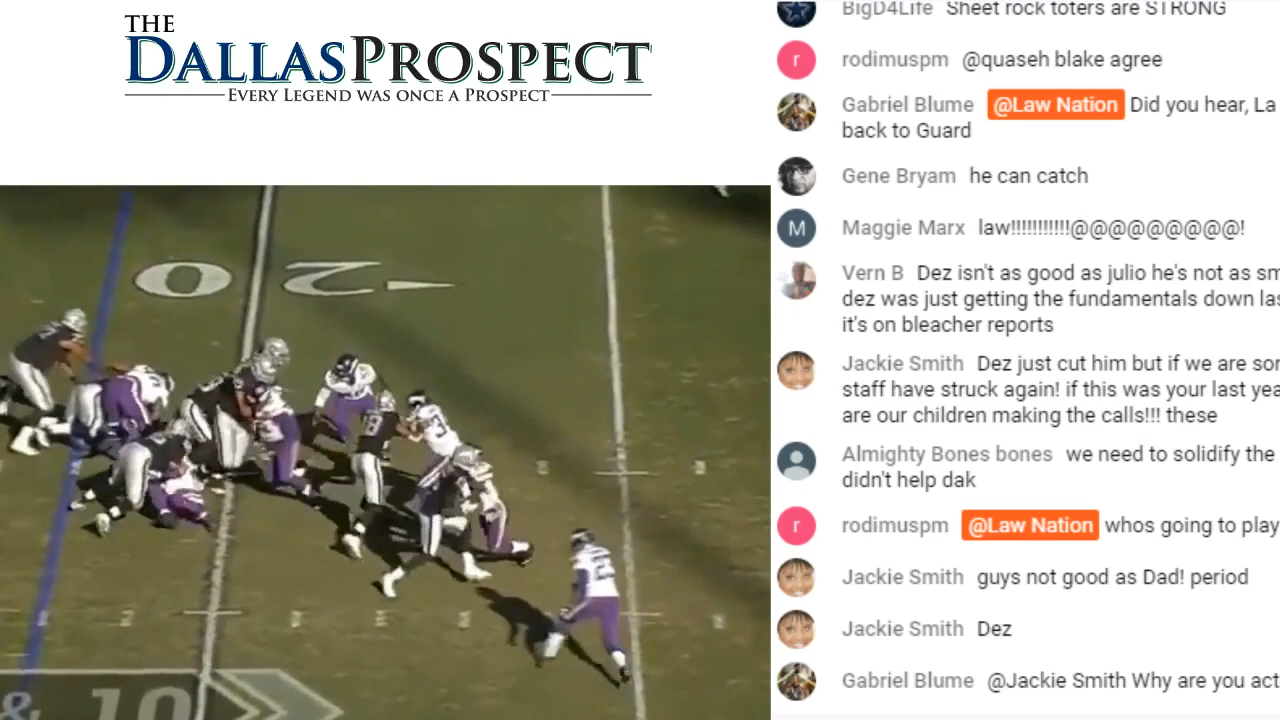 THE
DALLAS PROSPECT
EVERY LEGEND WAS ONCE A PROSPECT
2 0
& 10
BigD4Life Sheet rock toters are STRONG
r rodimuspm @quaseh blake agree
Gabriel Blume @Law Nation Did you hear, La
back to Guard
Gene Bryam he can catch
M Maggie Marx law!!!!!!!!!!!@@@@@@@@@!
Vern B Dez isn't as good as julio he's not as sm
dez was just getting the fundamentals down las
it's on bleacher reports
Jackie Smith Dez just cut him but if we are sor
staff have struck again! if this was your last yea
are our children making the calls!!! these
Almighty Bones bones we need to solidify the
didn't help dak
r rodimuspm @Law Nation whos going to play
Jackie Smith guys not good as Dad! period
Jackie Smith Dez
Gabriel Blume @Jackie Smith Why are you act